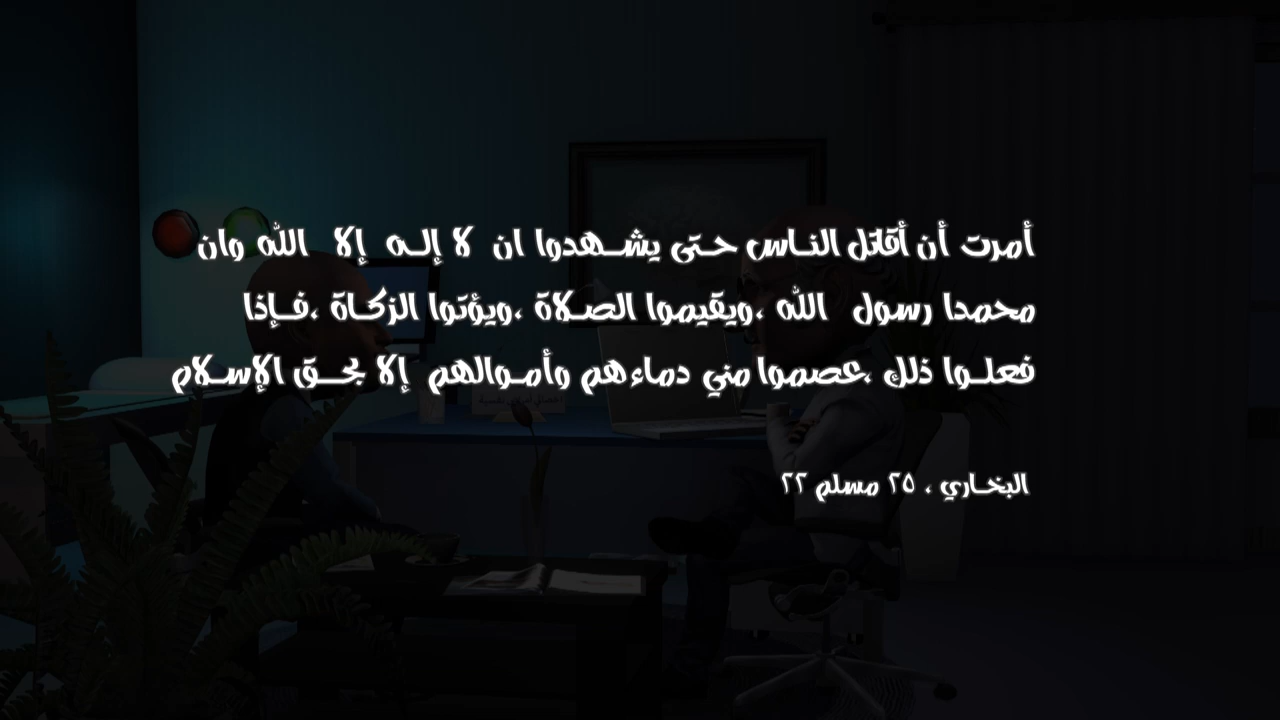 أمرت أن أقاتل الناس حتى يشهدوا ان لا إله إلا الله وان
محمدا رسول الله ،ويقيموا الصلاة ،ويؤتوا الزكاة ،فإذا
فعلوا ذلك ،عصموا مني دماءهم وأموالهم إلا بحق الإسلام
البخاري ، ٢٥ مسلم ٢٢